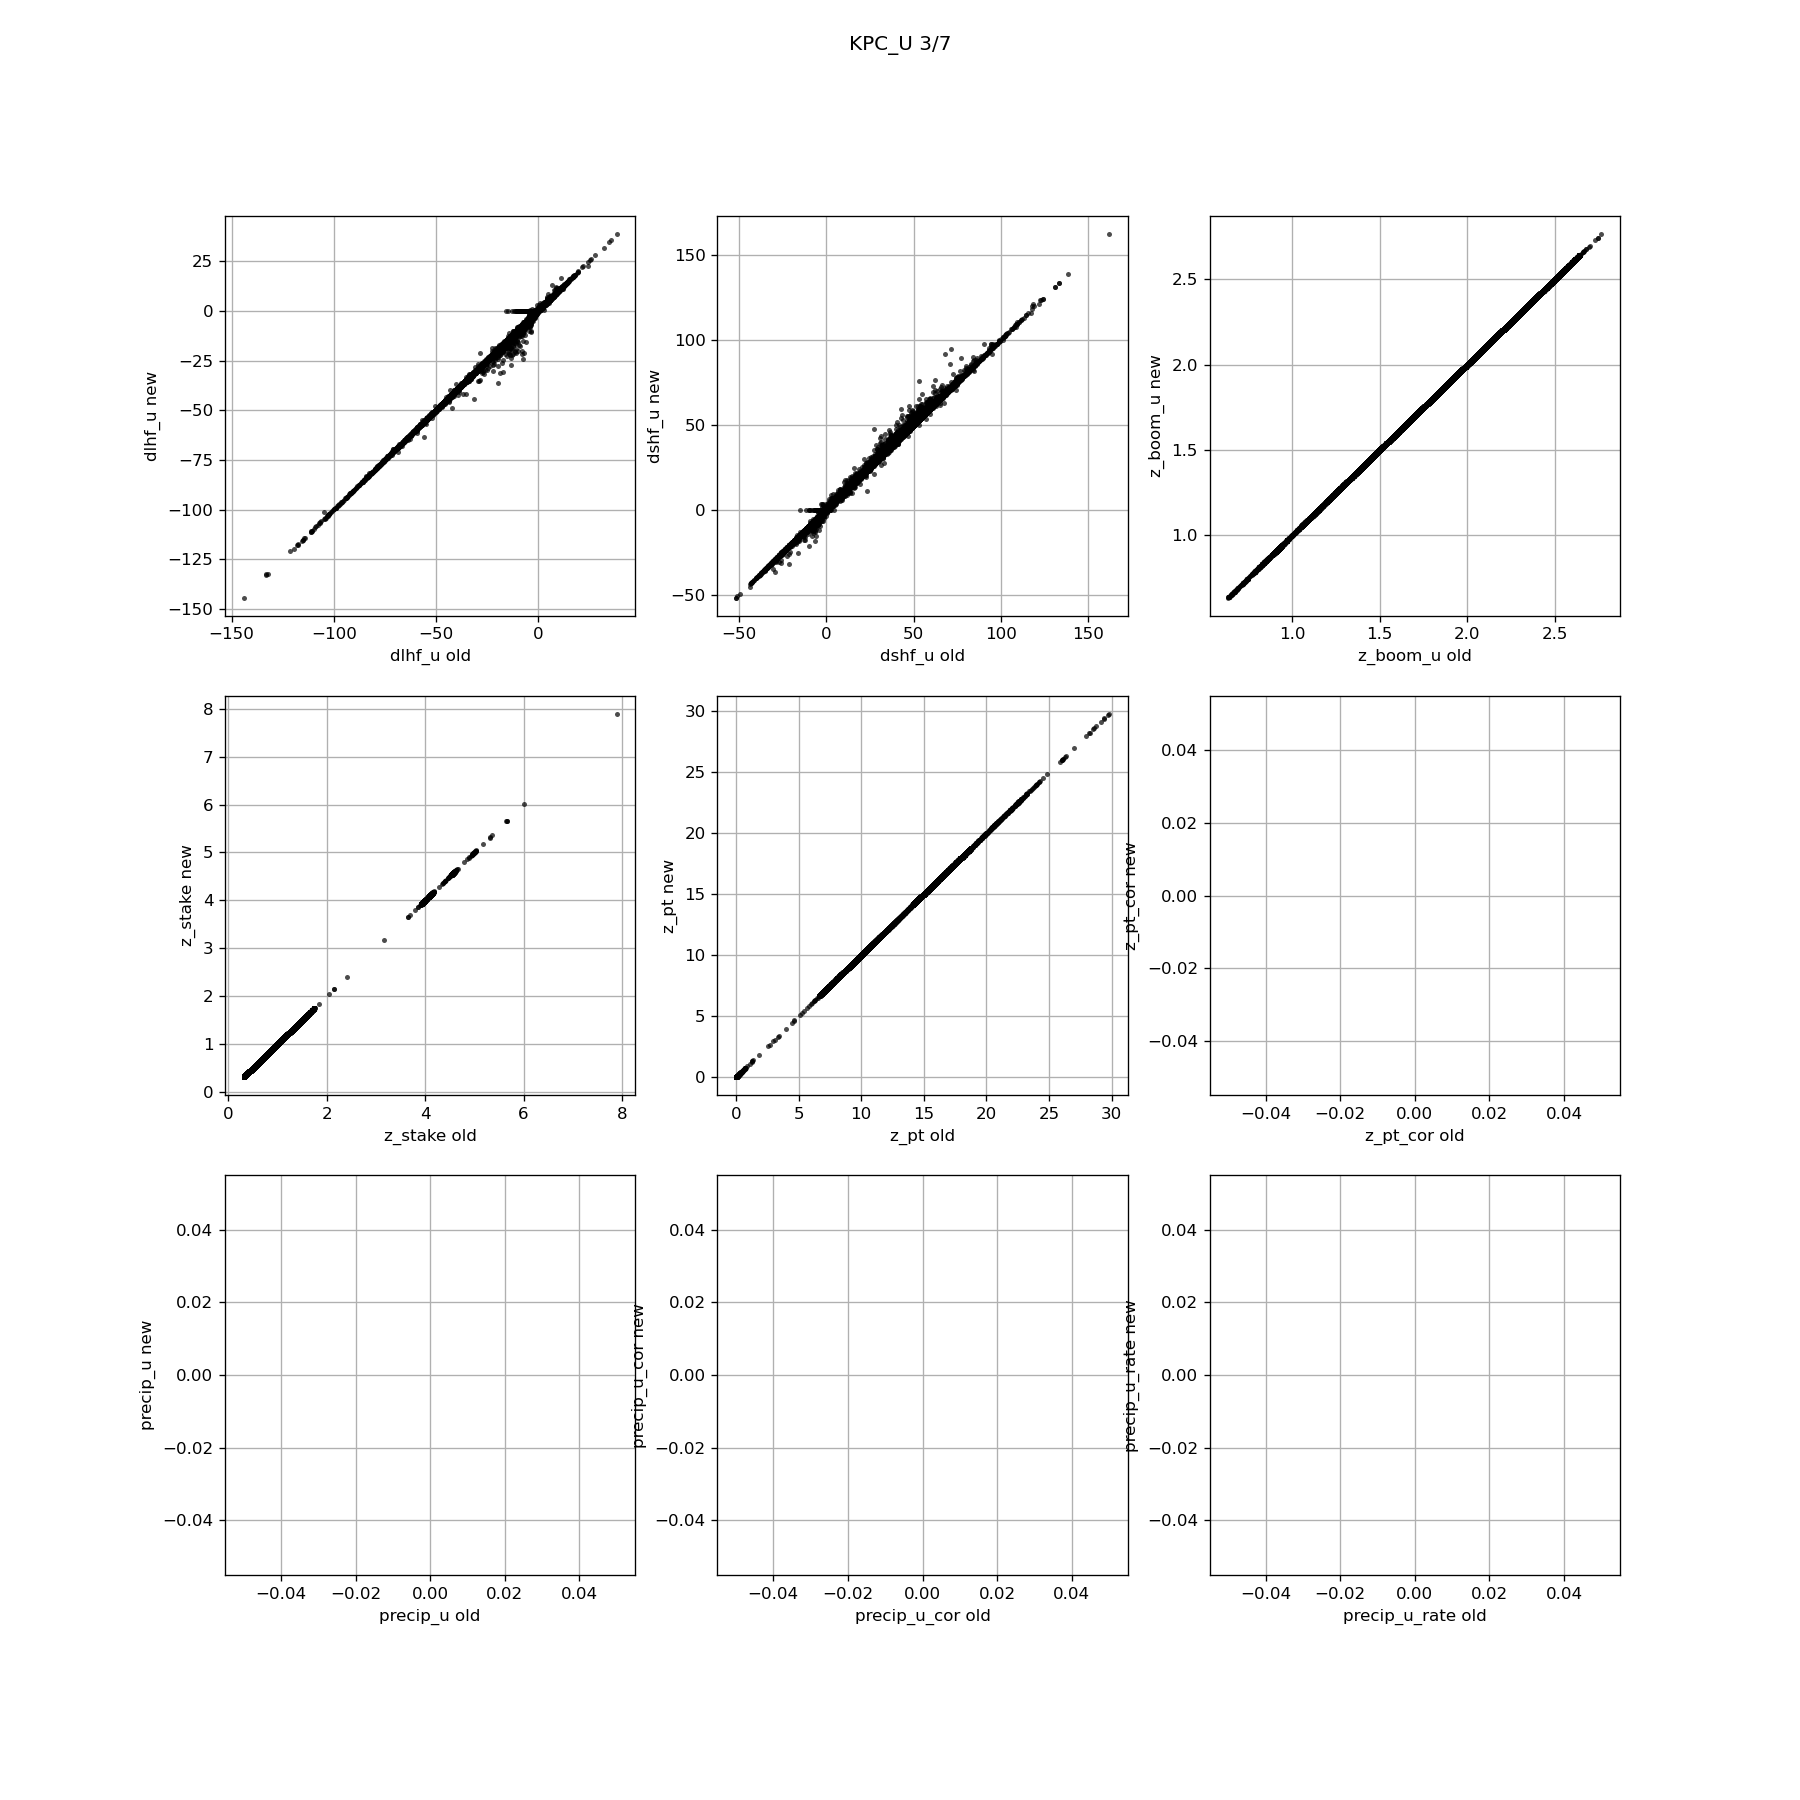 KPC_U 3/7
25
0
−25
−50
−75
−100
−125
−150
dlhf_u new
−150 −100 −50 0
dlhf_u old
150
100
50
0
−50
dshf_u new
−50 0 50 100 150
dshf_u old
2.5
2.0
1.5
1.0
z_boom_u new
1.0 1.5 2.0 2.5
z_boom_u old
8
7
6
5
4
3
2
1
0
z_stake new
0 2 4 6 8
z_stake old
30
25
20
15
10
5
0
z_pt new
0 5 10 15 20 25 30
z_pt old
0.04
0.02
0.00
−0.02
−0.04
z_pt_cor new
−0.04 −0.02 0.00 0.02 0.04
z_pt_cor old
0.04
0.02
0.00
−0.02
−0.04
precip_u new
−0.04 −0.02 0.00 0.02 0.04
precip_u old
0.04
0.02
0.00
−0.02
−0.04
precip_u_cor new
−0.04 −0.02 0.00 0.02 0.04
precip_u_cor old
0.04
0.02
0.00
−0.02
−0.04
precip_u_rate new
−0.04 −0.02 0.00 0.02 0.04
precip_u_rate old